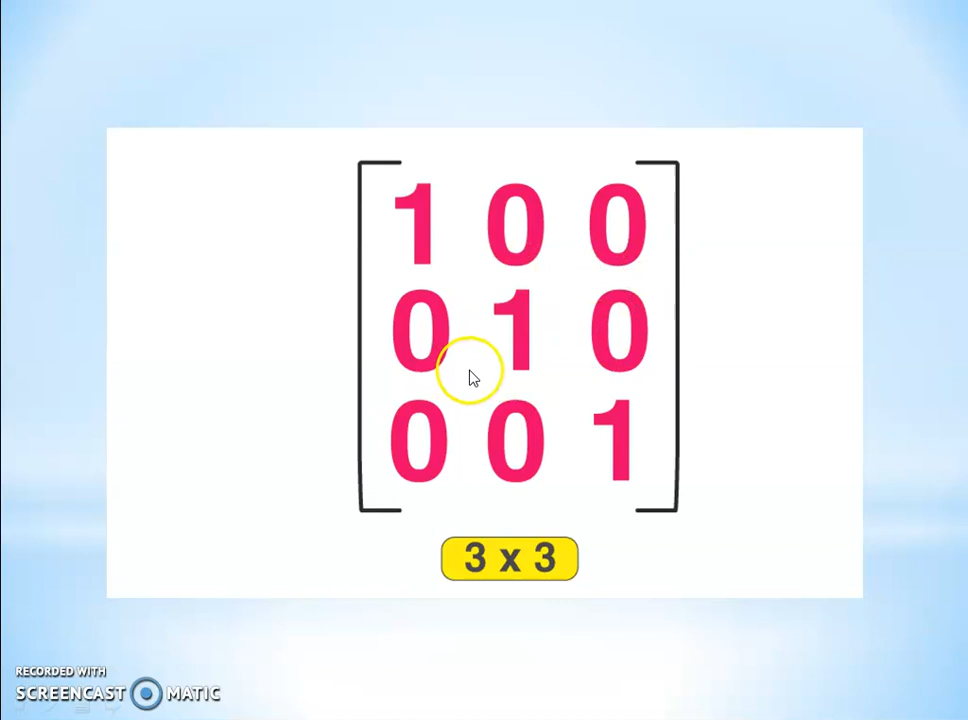 1 0 0
0 1 0
0 0 1
3 x 3
RECORDED WITH
SCREENCAST MATIC